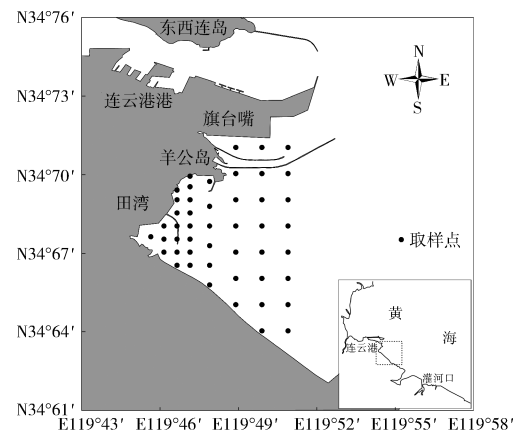 N34°76′
东西连岛
N
W
E
S
N34°73′
连云港港
旗台嘴
羊公岛
N34°70′
田湾
取样点
N34°67′
黄
海
连云港
灌河口
N34°64′
N34°61′
E119°43′ E119°46′ E119°49′ E119°52′ E119°55′ E119°58′